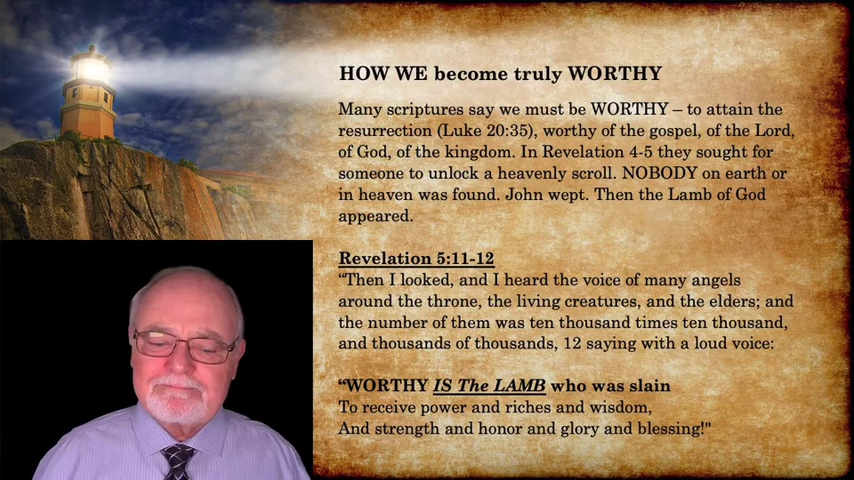 HOW WE become truly WORTHY
Many scriptures say we must be WORTHY – to attain the
resurrection (Luke 20:35), worthy of the gospel, of the Lord,
of God, of the kingdom. In Revelation 4-5 they sought for
someone to unlock a heavenly scroll. NOBODY on earth or
in heaven was found. John wept. Then the Lamb of God
appeared.
Revelation 5:11-12
“Then I looked, and I heard the voice of many angels
around the throne, the living creatures, and the elders; and
the number of them was ten thousand times ten thousand,
and thousands of thousands, 12 saying with a loud voice:
“WORTHY IS The LAMB who was slain
To receive power and riches and wisdom,
And strength and honor and glory and blessing!"